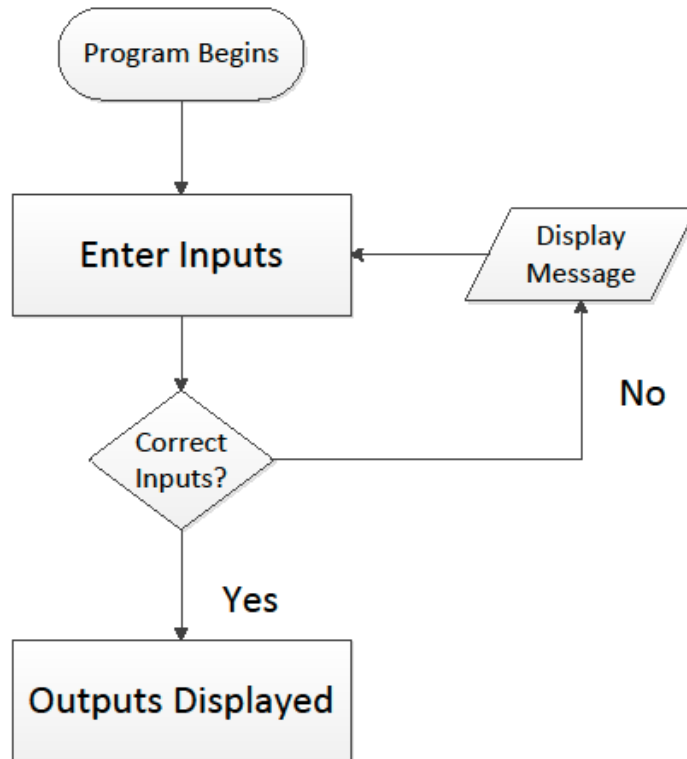 Program Begins
Enter Inputs
Display
Message
No
Correct
Inputs?
Yes
Outputs Displayed